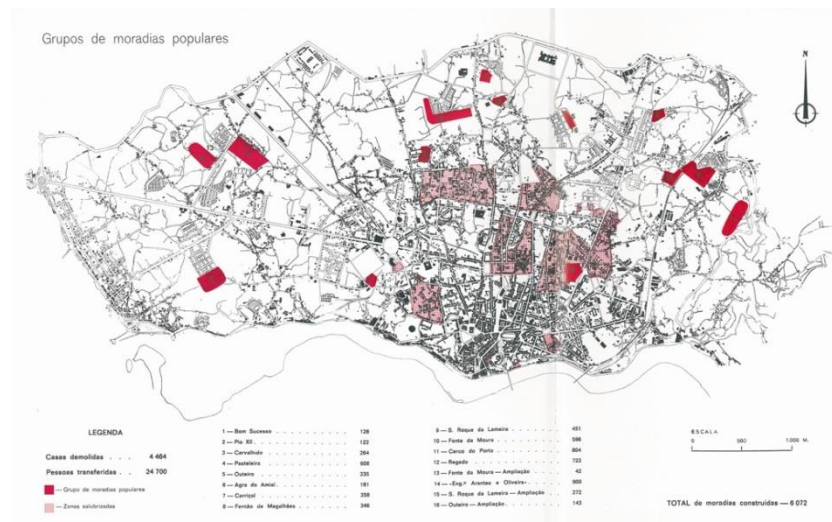 Grupos de moradias populares
N
LEGENDA
Casas demolidas . . . 4 464
Pessoas transferidas . . 24 700
— Grupo de moradias populares
— Zonas salubrizadas
1 — Bom Sucesso . . . . . . . . . . 128
2 — Pio XII . . . . . . . . . . 122
3 — Carvalhido . . . . . . . . . . 264
4 — Pasteleira . . . . . . . . . . 608
5 — Outeiro . . . . . . . . . . 235
6 — Agra do Amial . . . . . . . . . . 181
7 — Carriçal . . . . . . . . . . 258
8 — Fernão de Magalhães . . . . . . . 346
9 — S. Roque da Lameira . . . . . . . 451
10 — Fonte da Moura . . . . . . . . . 596
11 — Cerco do Porto . . . . . . . . . 804
12 — Regado . . . . . . . . . . 722
13 — Fonte da Moura — Ampliação . . . . 42
14 — «Eng.º Arantes e Oliveira» . . . . 900
15 — S. Roque da Lameira — Ampliação . . 272
16 — Outeiro — Ampliação . . . . . . . 143
ESCALA
0 500 1.000 M.
TOTAL de moradias construídas — 6 072